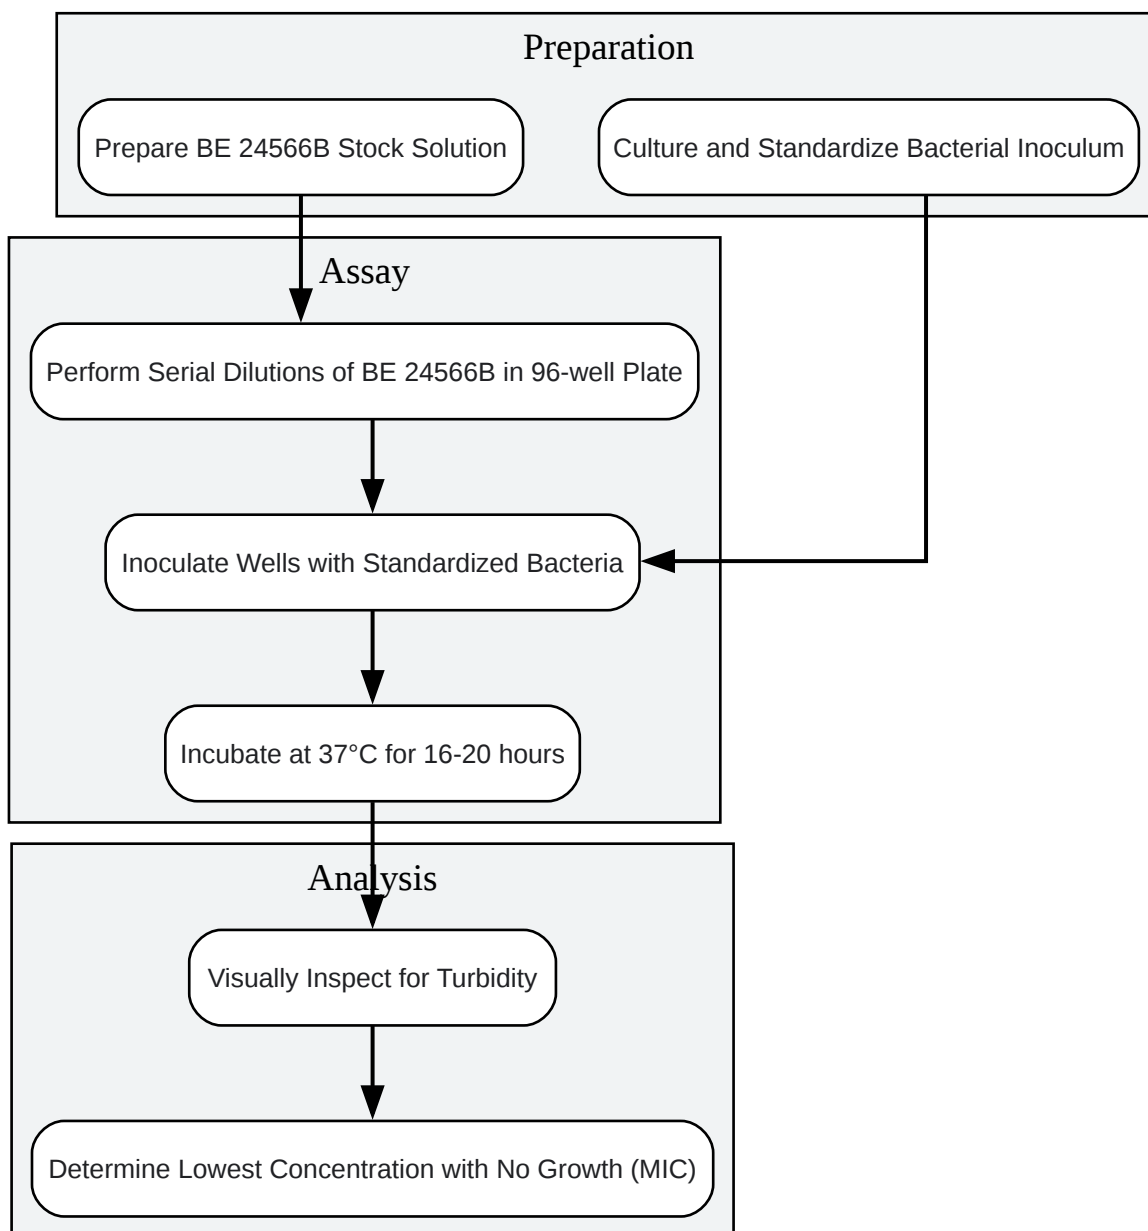 Preparation
Prepare BE 24566B Stock Solution
Culture and Standardize Bacterial Inoculum
Assay
Perform Serial Dilutions of BE 24566B in 96-well Plate
Inoculate Wells with Standardized Bacteria
Incubate at 37°C for 16-20 hours
Analysis
Visually Inspect for Turbidity
Determine Lowest Concentration with No Growth (MIC)